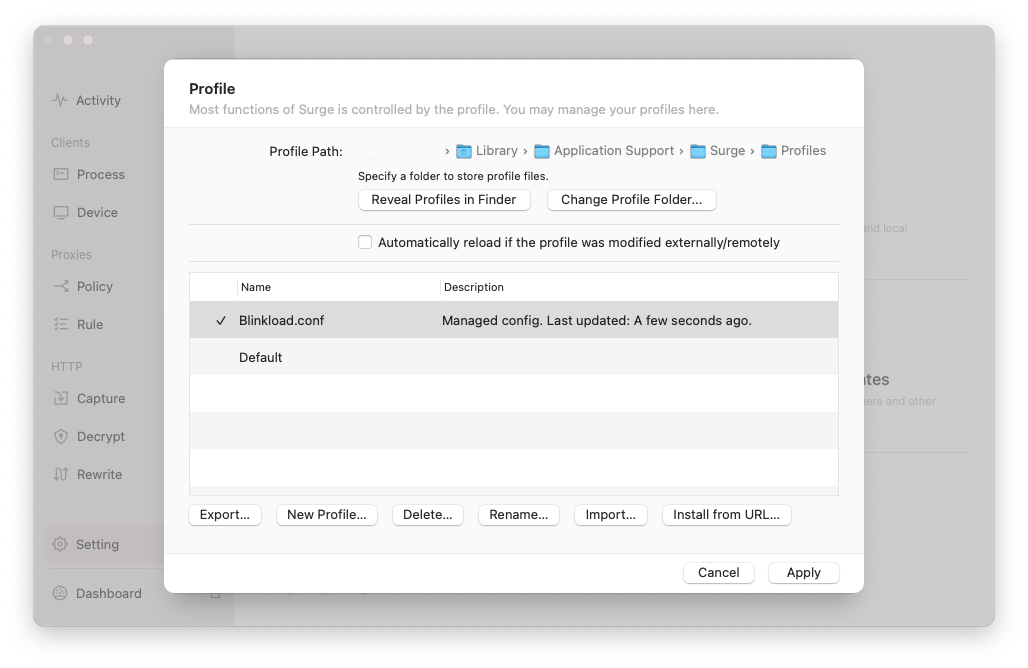 Profile
Most functions of Surge is controlled by the profile. You may manage your profiles here.
Profile Path: › Library › Application Support › Surge › Profiles
Specify a folder to store profile files.
Reveal Profiles in Finder Change Profile Folder...
Automatically reload if the profile was modified externally/remotely
Name Description
✓ Blinkload.conf Managed config. Last updated: A few seconds ago.
Default
Export... New Profile... Delete... Rename... Import... Install from URL...
Cancel Apply
Activity
Clients
Process
Device
Proxies
Policy
Rule
HTTP
Capture
Decrypt
Rewrite
Setting
Dashboard
and local
here and other